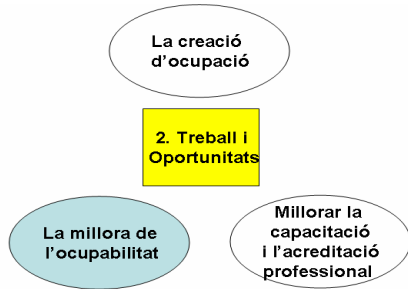 La creació
d'ocupació
2. Treball i
Oportunitats
La millora de
l'ocupabilitat
Millorar la
capacitació
i l'acreditació
professional